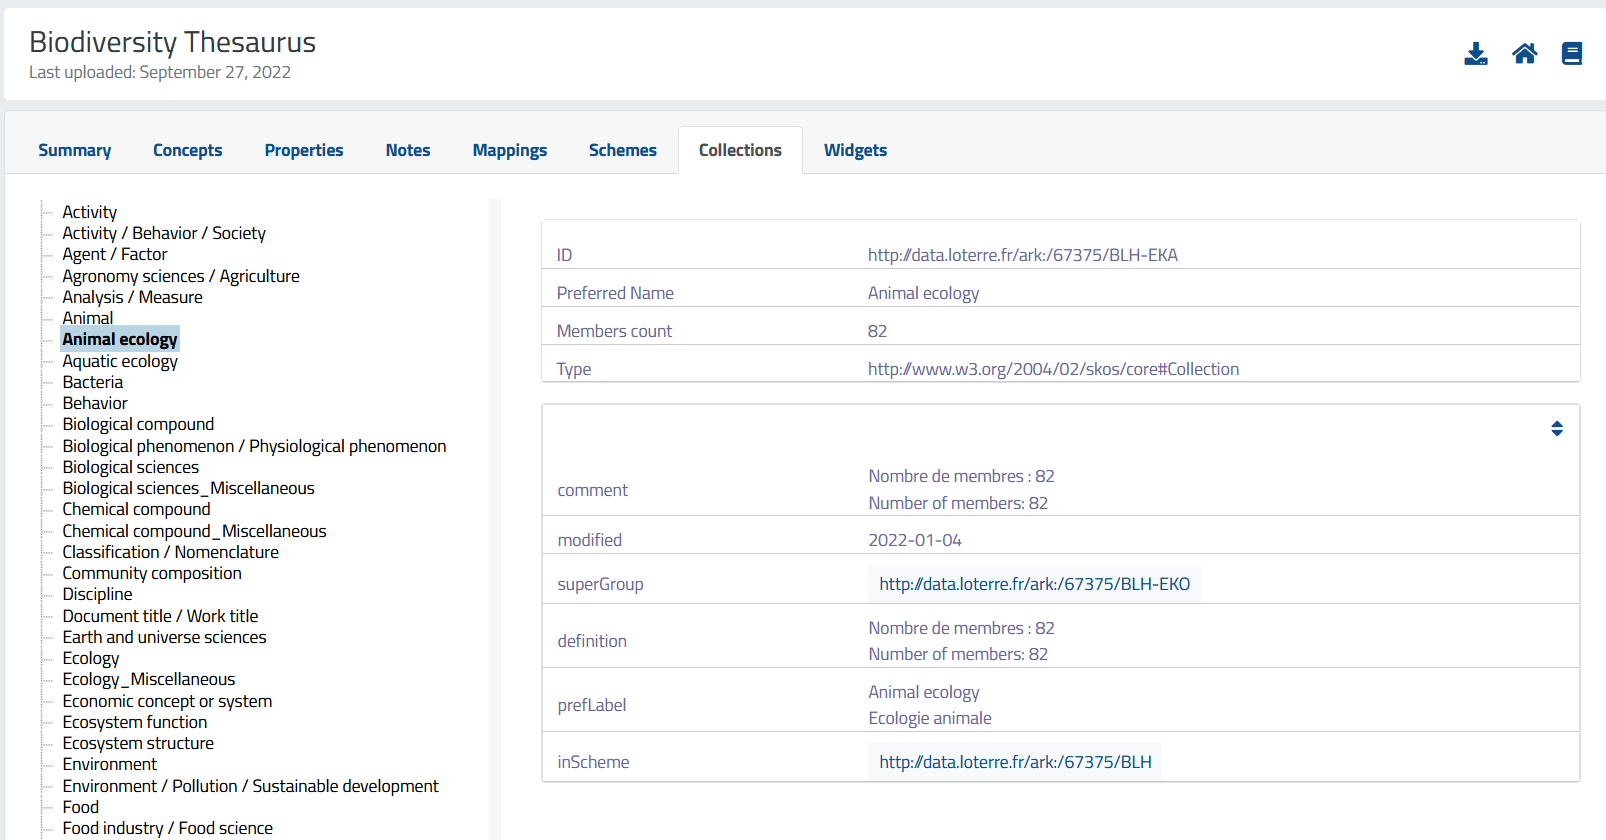 Biodiversity Thesaurus
Last uploaded: September 27, 2022
Summary Concepts Properties Notes Mappings Schemes Collections Widgets
Activity
Activity / Behavior / Society
Agent / Factor
Agronomy sciences / Agriculture
Analysis / Measure
Animal
Animal ecology
Aquatic ecology
Bacteria
Behavior
Biological compound
Biological phenomenon / Physiological phenomenon
Biological sciences
Biological sciences_Miscellaneous
Chemical compound
Chemical compound_Miscellaneous
Classification / Nomenclature
Community composition
Discipline
Document title / Work title
Earth and universe sciences
Ecology
Ecology_Miscellaneous
Economic concept or system
Ecosystem function
Ecosystem structure
Environment
Environment / Pollution / Sustainable development
Food
Food industry / Food science
ID http://data.loterre.fr/ark:/67375/BLH-EKA
Preferred Name Animal ecology
Members count 82
Type http://www.w3.org/2004/02/skos/core#Collection
comment Nombre de membres : 82
Number of members: 82
modified 2022-01-04
superGroup http://data.loterre.fr/ark:/67375/BLH-EKO
definition Nombre de membres : 82
Number of members: 82
prefLabel Animal ecology
Ecologie animale
inScheme http://data.loterre.fr/ark:/67375/BLH